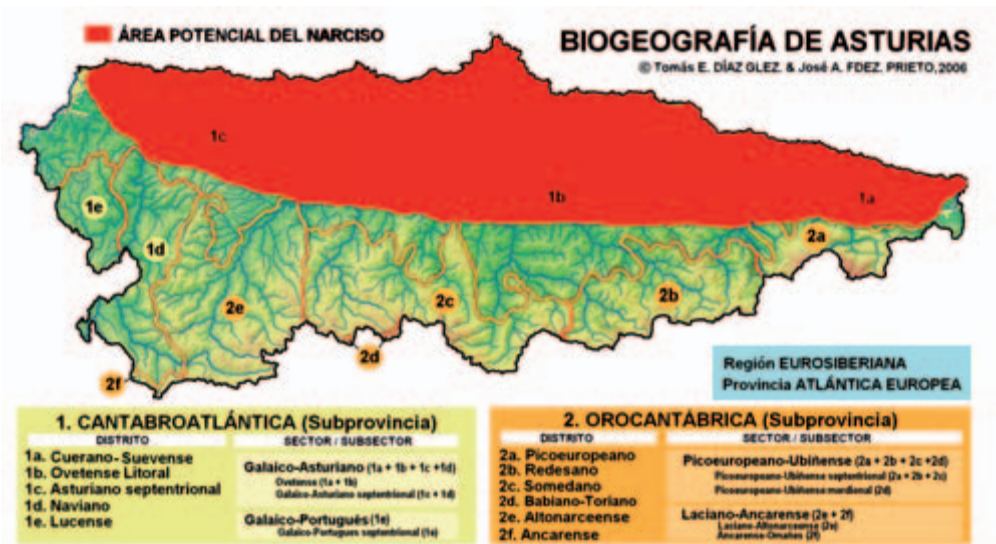 ÁREA POTENCIAL DEL NARCISO
BIOGEOGRAFÍA DE ASTURIAS
© Tomás E. DÍAZ GLEZ. & José A. FDEZ. PRIETO, 2006
1c
1b
1a
1e
1d
2a
2e
2c
2b
2d
2f
Región EUROSIBERIANA
Provincia ATLÁNTICA EUROPEA
1. CANTABROATLÁNTICA (Subprovincia)
DISTRITO
SECTOR / SUBSECTOR
1a. Cuerano-Suevense
1b. Ovetense Litoral
1c. Asturiano septentrional
1d. Naviano
1e. Lucense
Galaico-Asturiano (1a + 1b + 1c +1d)
Ovetense (1a + 1b)
Galaico-Asturiano septentrional (1c + 1d)
Galaico-Portugués (1e)
Galaico-Portugues septentrional (1e)
2. OROCANTÁBRICA (Subprovincia)
DISTRITO
SECTOR / SUBSECTOR
2a. Picoeuropeano
2b. Redesano
2c. Somedano
2d. Babiano-Toriano
2e. Altonarceense
2f. Ancarense
Picoeuropeano-Ubiñense (2a + 2b + 2c +2d)
Picoeuropeano-Ubiñense septentrional (2a + 2b + 2c)
Picoeuropeano-Ubiñense meridional (2d)
Laciano-Ancarense (2e + 2f)
Laciano-Altonarceense (2e)
Ancarense-Omañes (2f)